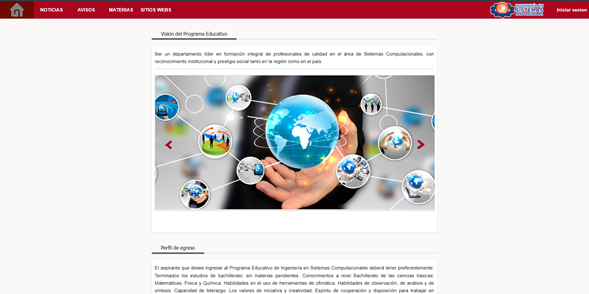 NOTICIAS AVISOS MATERIAS SITIOS WEBS INGENIERÍA EN SISTEMAS COMPUTACIONALES Iniciar sesion
Visión del Programa Educativo
Ser un departamento líder en formación integral de profesionales de calidad en el área de Sistemas Computacionales, con
reconocimiento institucional y prestigio social tanto en la región como en el país.
Perfil de egreso
El aspirante que desee ingresar al Programa Educativo de Ingeniería en Sistemas Computacionales deberá tener preferentemente:
Terminados los estudios de bachillerato, sin materias pendientes. Conocimientos a nivel Bachillerato de las ciencias básicas:
Matemáticas, Física y Química. Habilidades en el uso de herramientas de ofimática. Habilidades de observación, de análisis y de
síntesis. Capacidad de liderazgo. Los valores de iniciativa y creatividad. Espíritu de cooperación y disposición para trabajar en